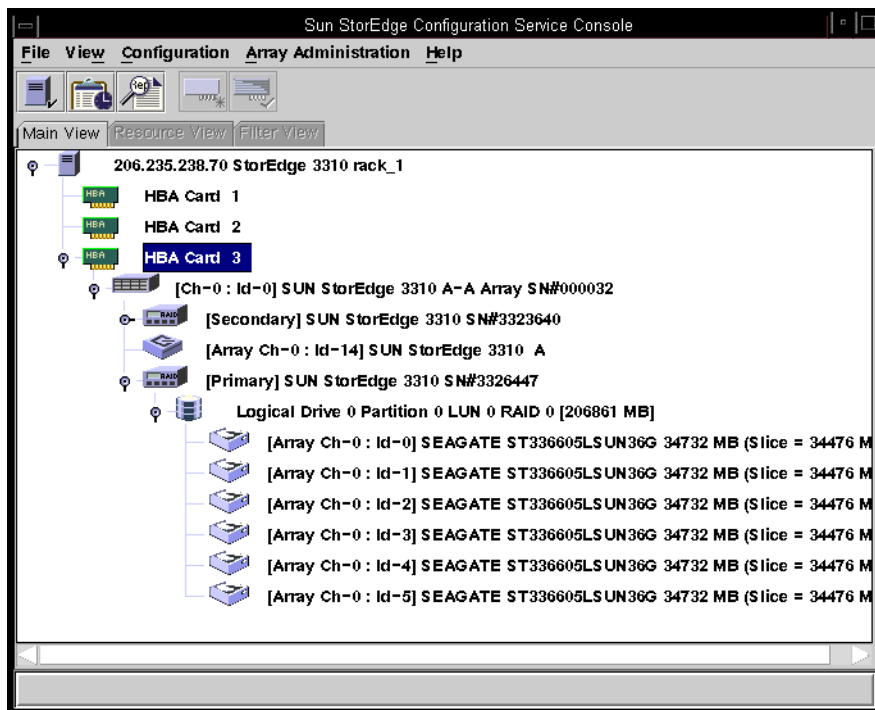 Sun StorEdge Configuration Service Console
File View Configuration Array Administration Help
Rep
Main View Resource View Filter View
206.235.238.70 StorEdge 3310 rack_1
HBA HBA Card 1
HBA HBA Card 2
HBA HBA Card 3
[Ch-0 : Id-0] SUN StorEdge 3310 A-A Array SN#000032
RAID [Secondary] SUN StorEdge 3310 SN#3323640
[Array Ch-0 : Id-14] SUN StorEdge 3310 A
RAID [Primary] SUN StorEdge 3310 SN#3326447
Logical Drive 0 Partition 0 LUN 0 RAID 0 [206861 MB]
[Array Ch-0 : Id-0] SEAGATE ST336605LSUN36G 34732 MB (Slice = 34476 M
[Array Ch-0 : Id-1] SEAGATE ST336605LSUN36G 34732 MB (Slice = 34476 M
[Array Ch-0 : Id-2] SEAGATE ST336605LSUN36G 34732 MB (Slice = 34476 M
[Array Ch-0 : Id-3] SEAGATE ST336605LSUN36G 34732 MB (Slice = 34476 M
[Array Ch-0 : Id-4] SEAGATE ST336605LSUN36G 34732 MB (Slice = 34476 M
[Array Ch-0 : Id-5] SEAGATE ST336605LSUN36G 34732 MB (Slice = 34476 M